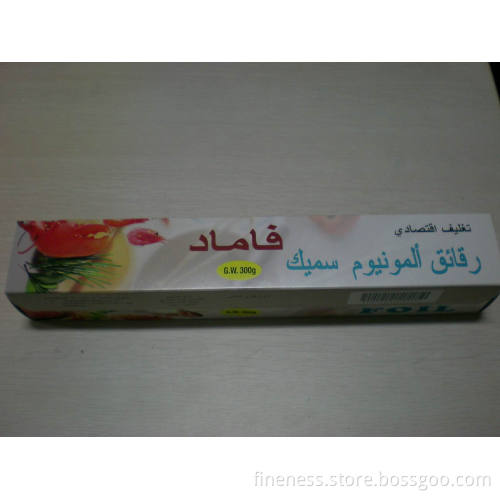 تغليف اقتصادي
فاماد
رقائق ألمونيوم سميك
G.W. 300g
FOIL
fineness.store.bossgoo.com